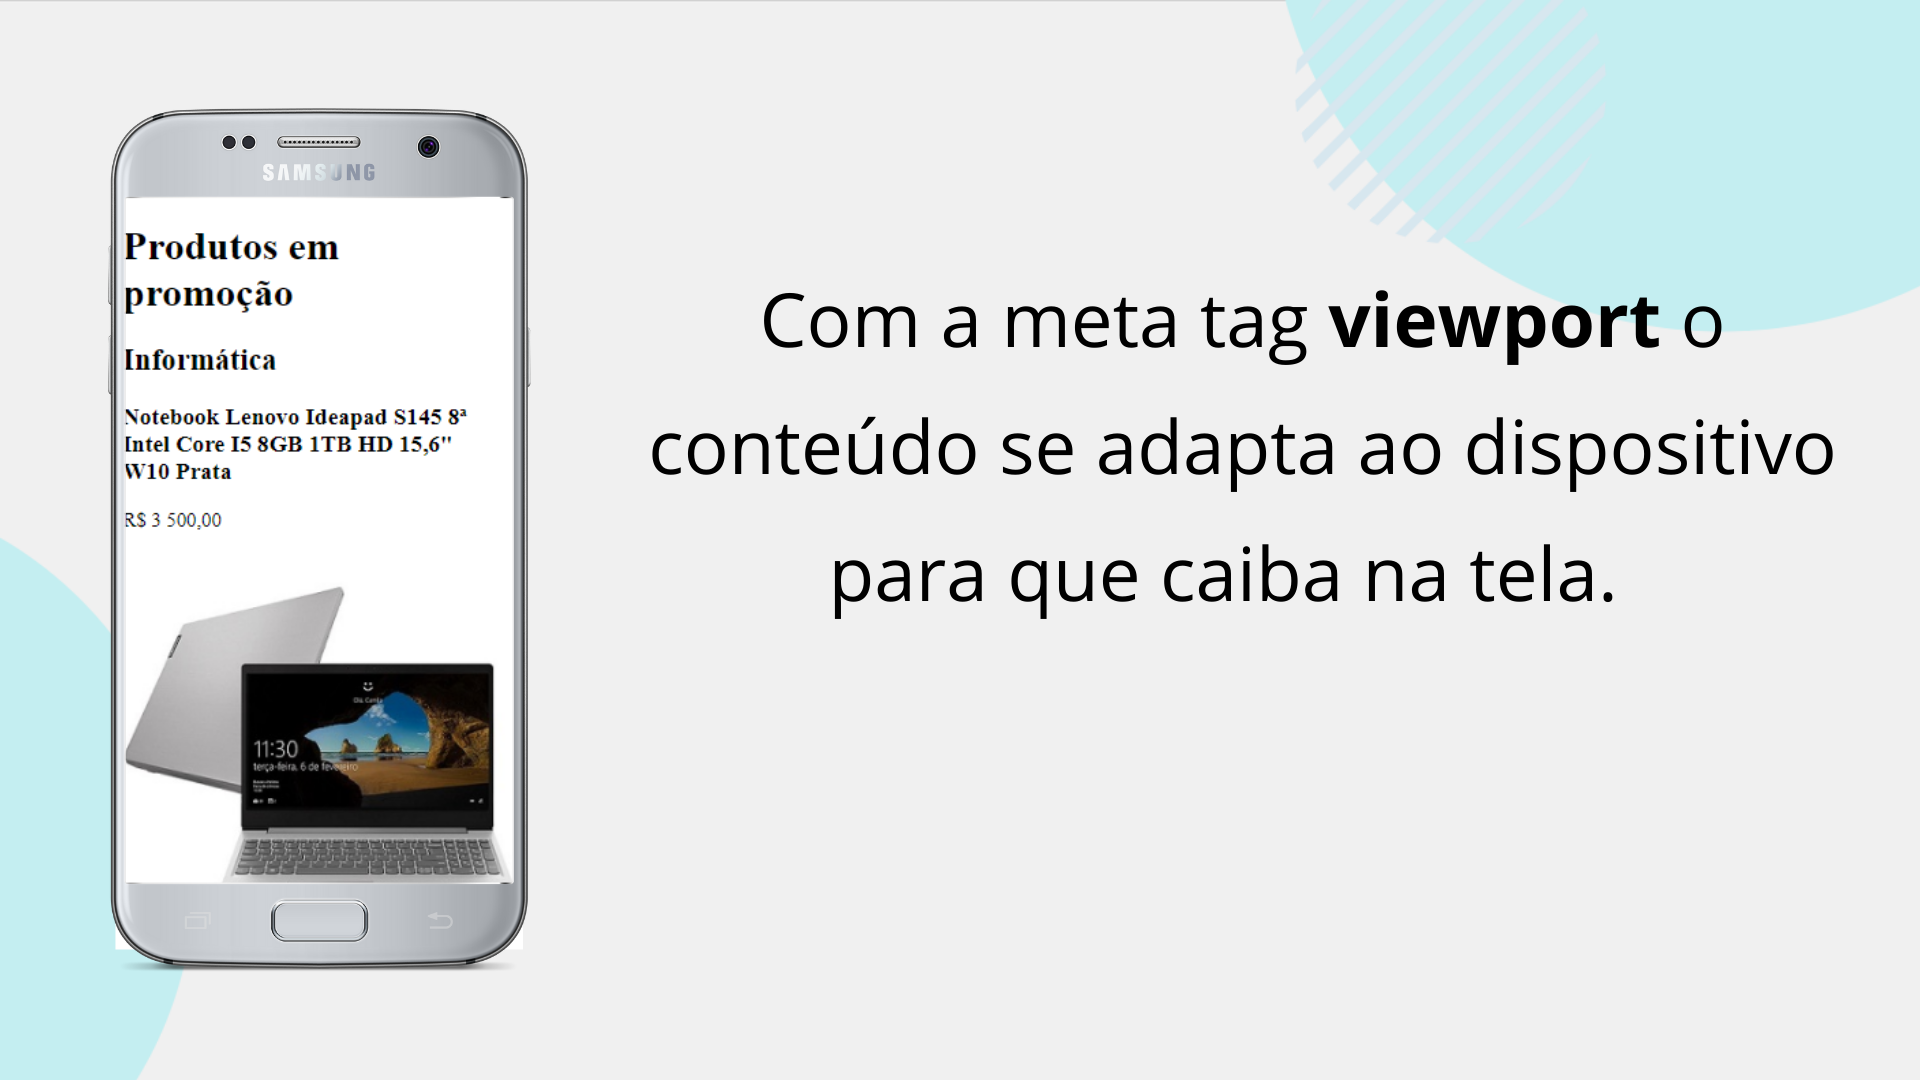 SAMSUNG
Produtos em
promoção
Informática
Notebook Lenovo Ideapad S145 8ª
Intel Core I5 8GB 1TB HD 15,6"
W10 Prata
R$ 3 500,00
11:30
terça-feira, 6 de fevereiro
Com a meta tag viewport o
conteúdo se adapta ao dispositivo
para que caiba na tela.